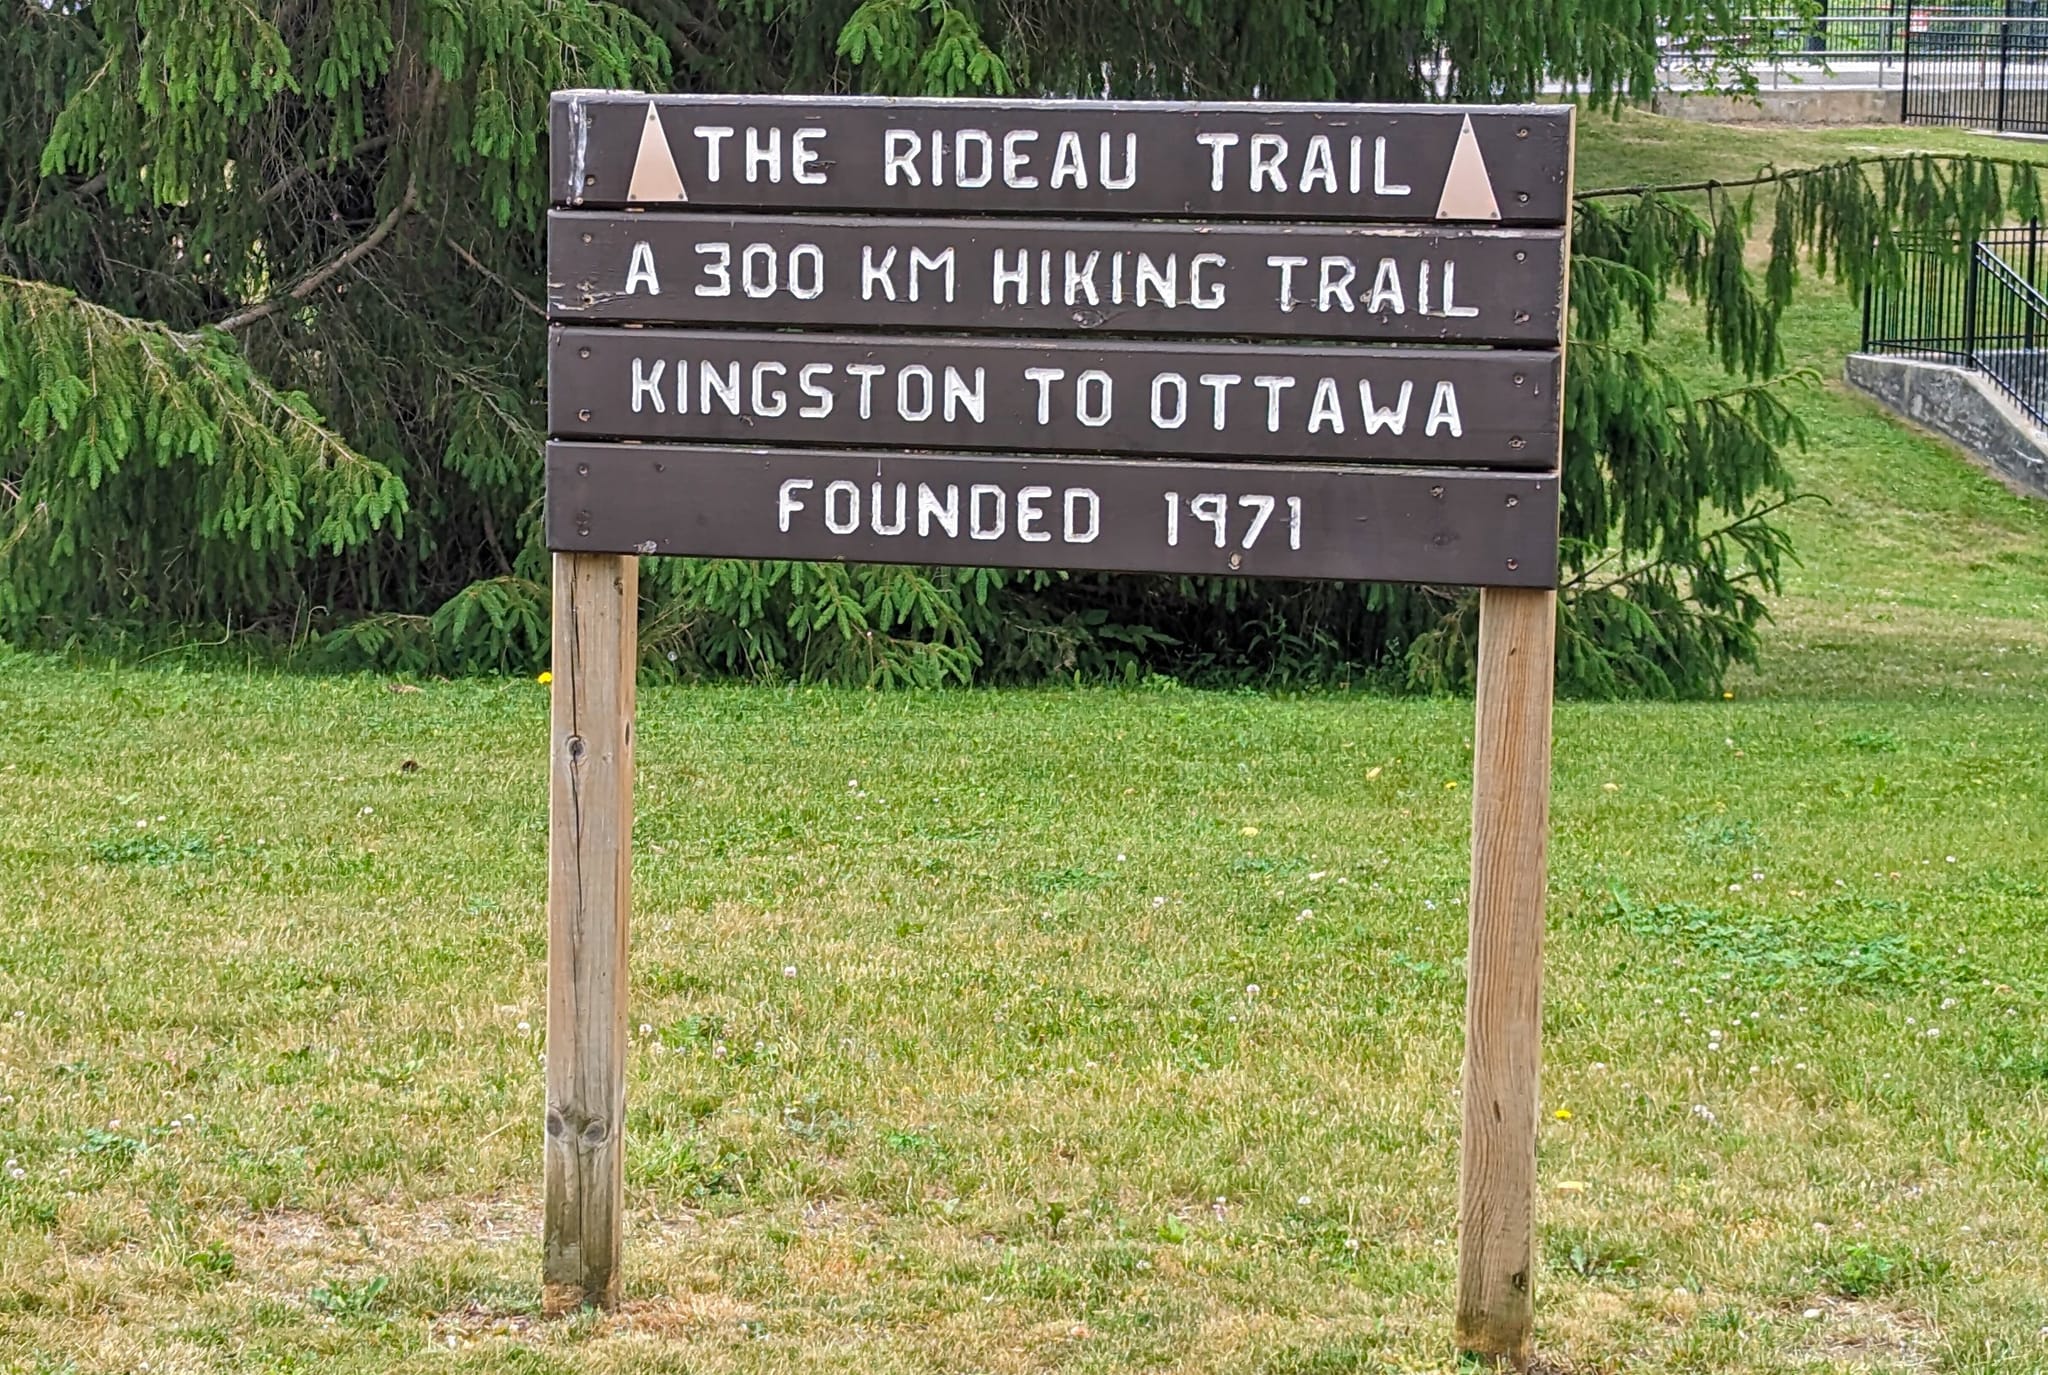 THE RIDEAU TRAIL
A 300 KM HIKING TRAIL
KINGSTON TO OTTAWA
FOUNDED 1971